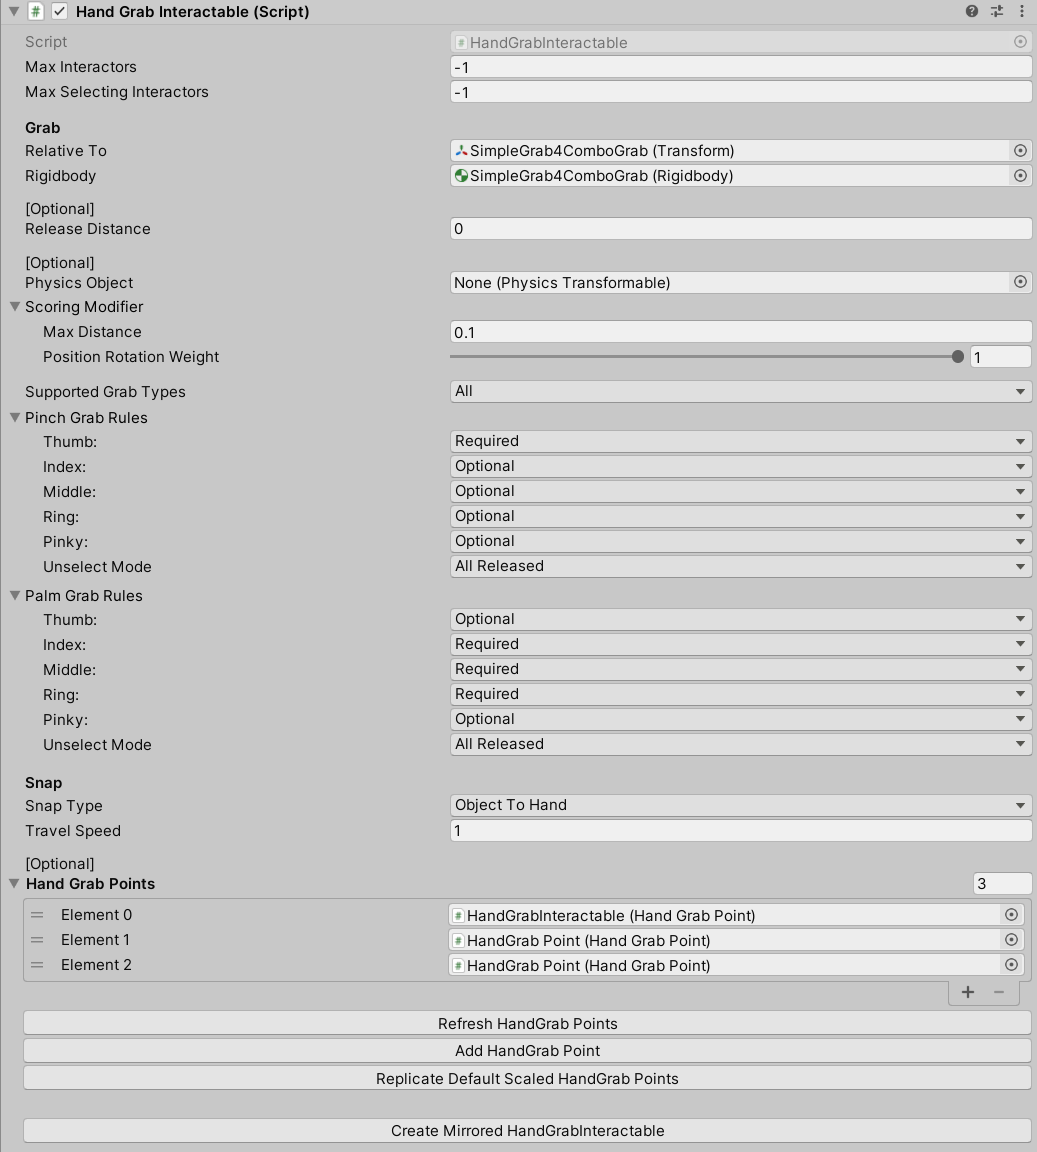 Hand Grab Interactable (Script)
Script HandGrabInteractable
Max Interactors -1
Max Selecting Interactors -1
Grab
Relative To SimpleGrab4ComboGrab (Transform)
Rigidbody SimpleGrab4ComboGrab (Rigidbody)
[Optional]
Release Distance 0
[Optional]
Physics Object None (Physics Transformable)
Scoring Modifier
Max Distance 0.1
Position Rotation Weight 1
Supported Grab Types All
Pinch Grab Rules
Thumb: Required
Index: Optional
Middle: Optional
Ring: Optional
Pinky: Optional
Unselect Mode All Released
Palm Grab Rules
Thumb: Optional
Index: Required
Middle: Required
Ring: Required
Pinky: Optional
Unselect Mode All Released
Snap
Snap Type Object To Hand
Travel Speed 1
[Optional]
Hand Grab Points 3
Element 0 HandGrabInteractable (Hand Grab Point)
Element 1 HandGrab Point (Hand Grab Point)
Element 2 HandGrab Point (Hand Grab Point)
Refresh HandGrab Points
Add HandGrab Point
Replicate Default Scaled HandGrab Points
Create Mirrored HandGrabInteractable